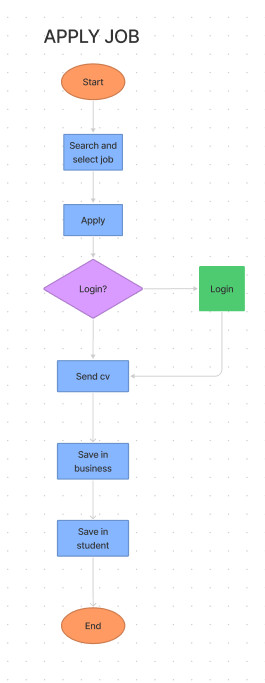 APPLY JOB
Start
Search and
select job
Apply
Login?
Login
Send cv
Save in
business
Save in
student
End